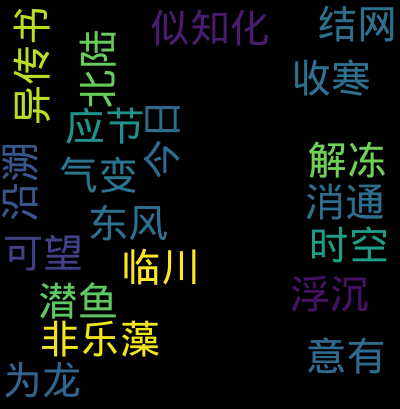 似知化
结网
异传书
北陆
收寒
应节
今日
解冻
沿溯
气变
消通
东风
时空
可望
临川
浮沉
潜鱼
非乐藻
意有
为龙